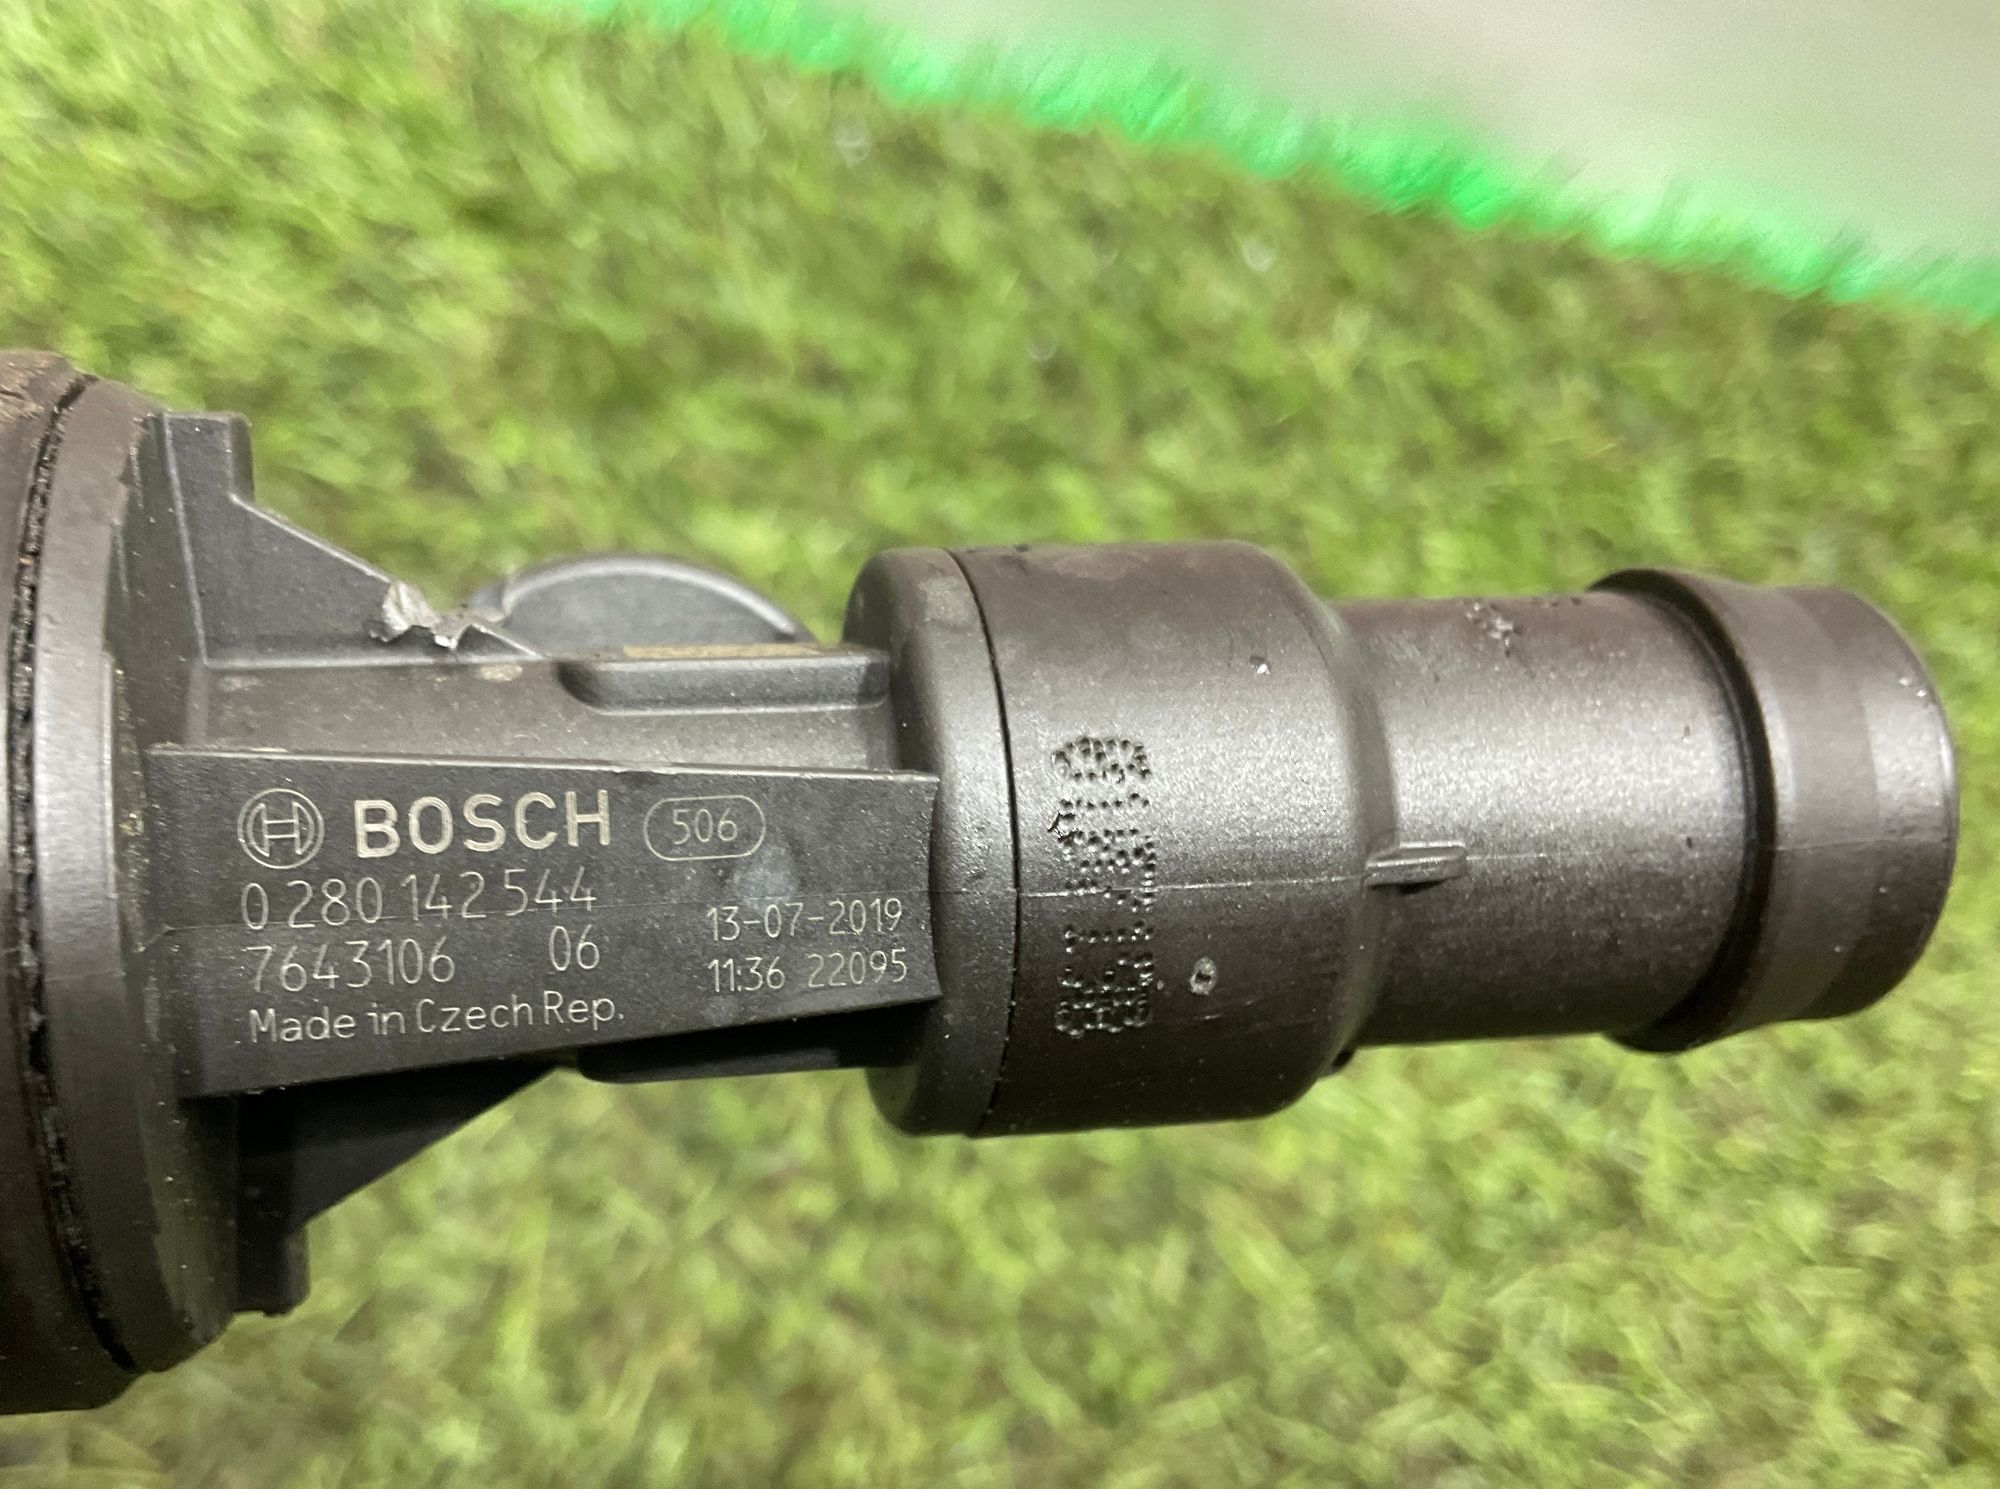 BOSCH 506
0 280 142 544
7643106 06
13-07-2019
11:36 22095
Made in Czech Rep.